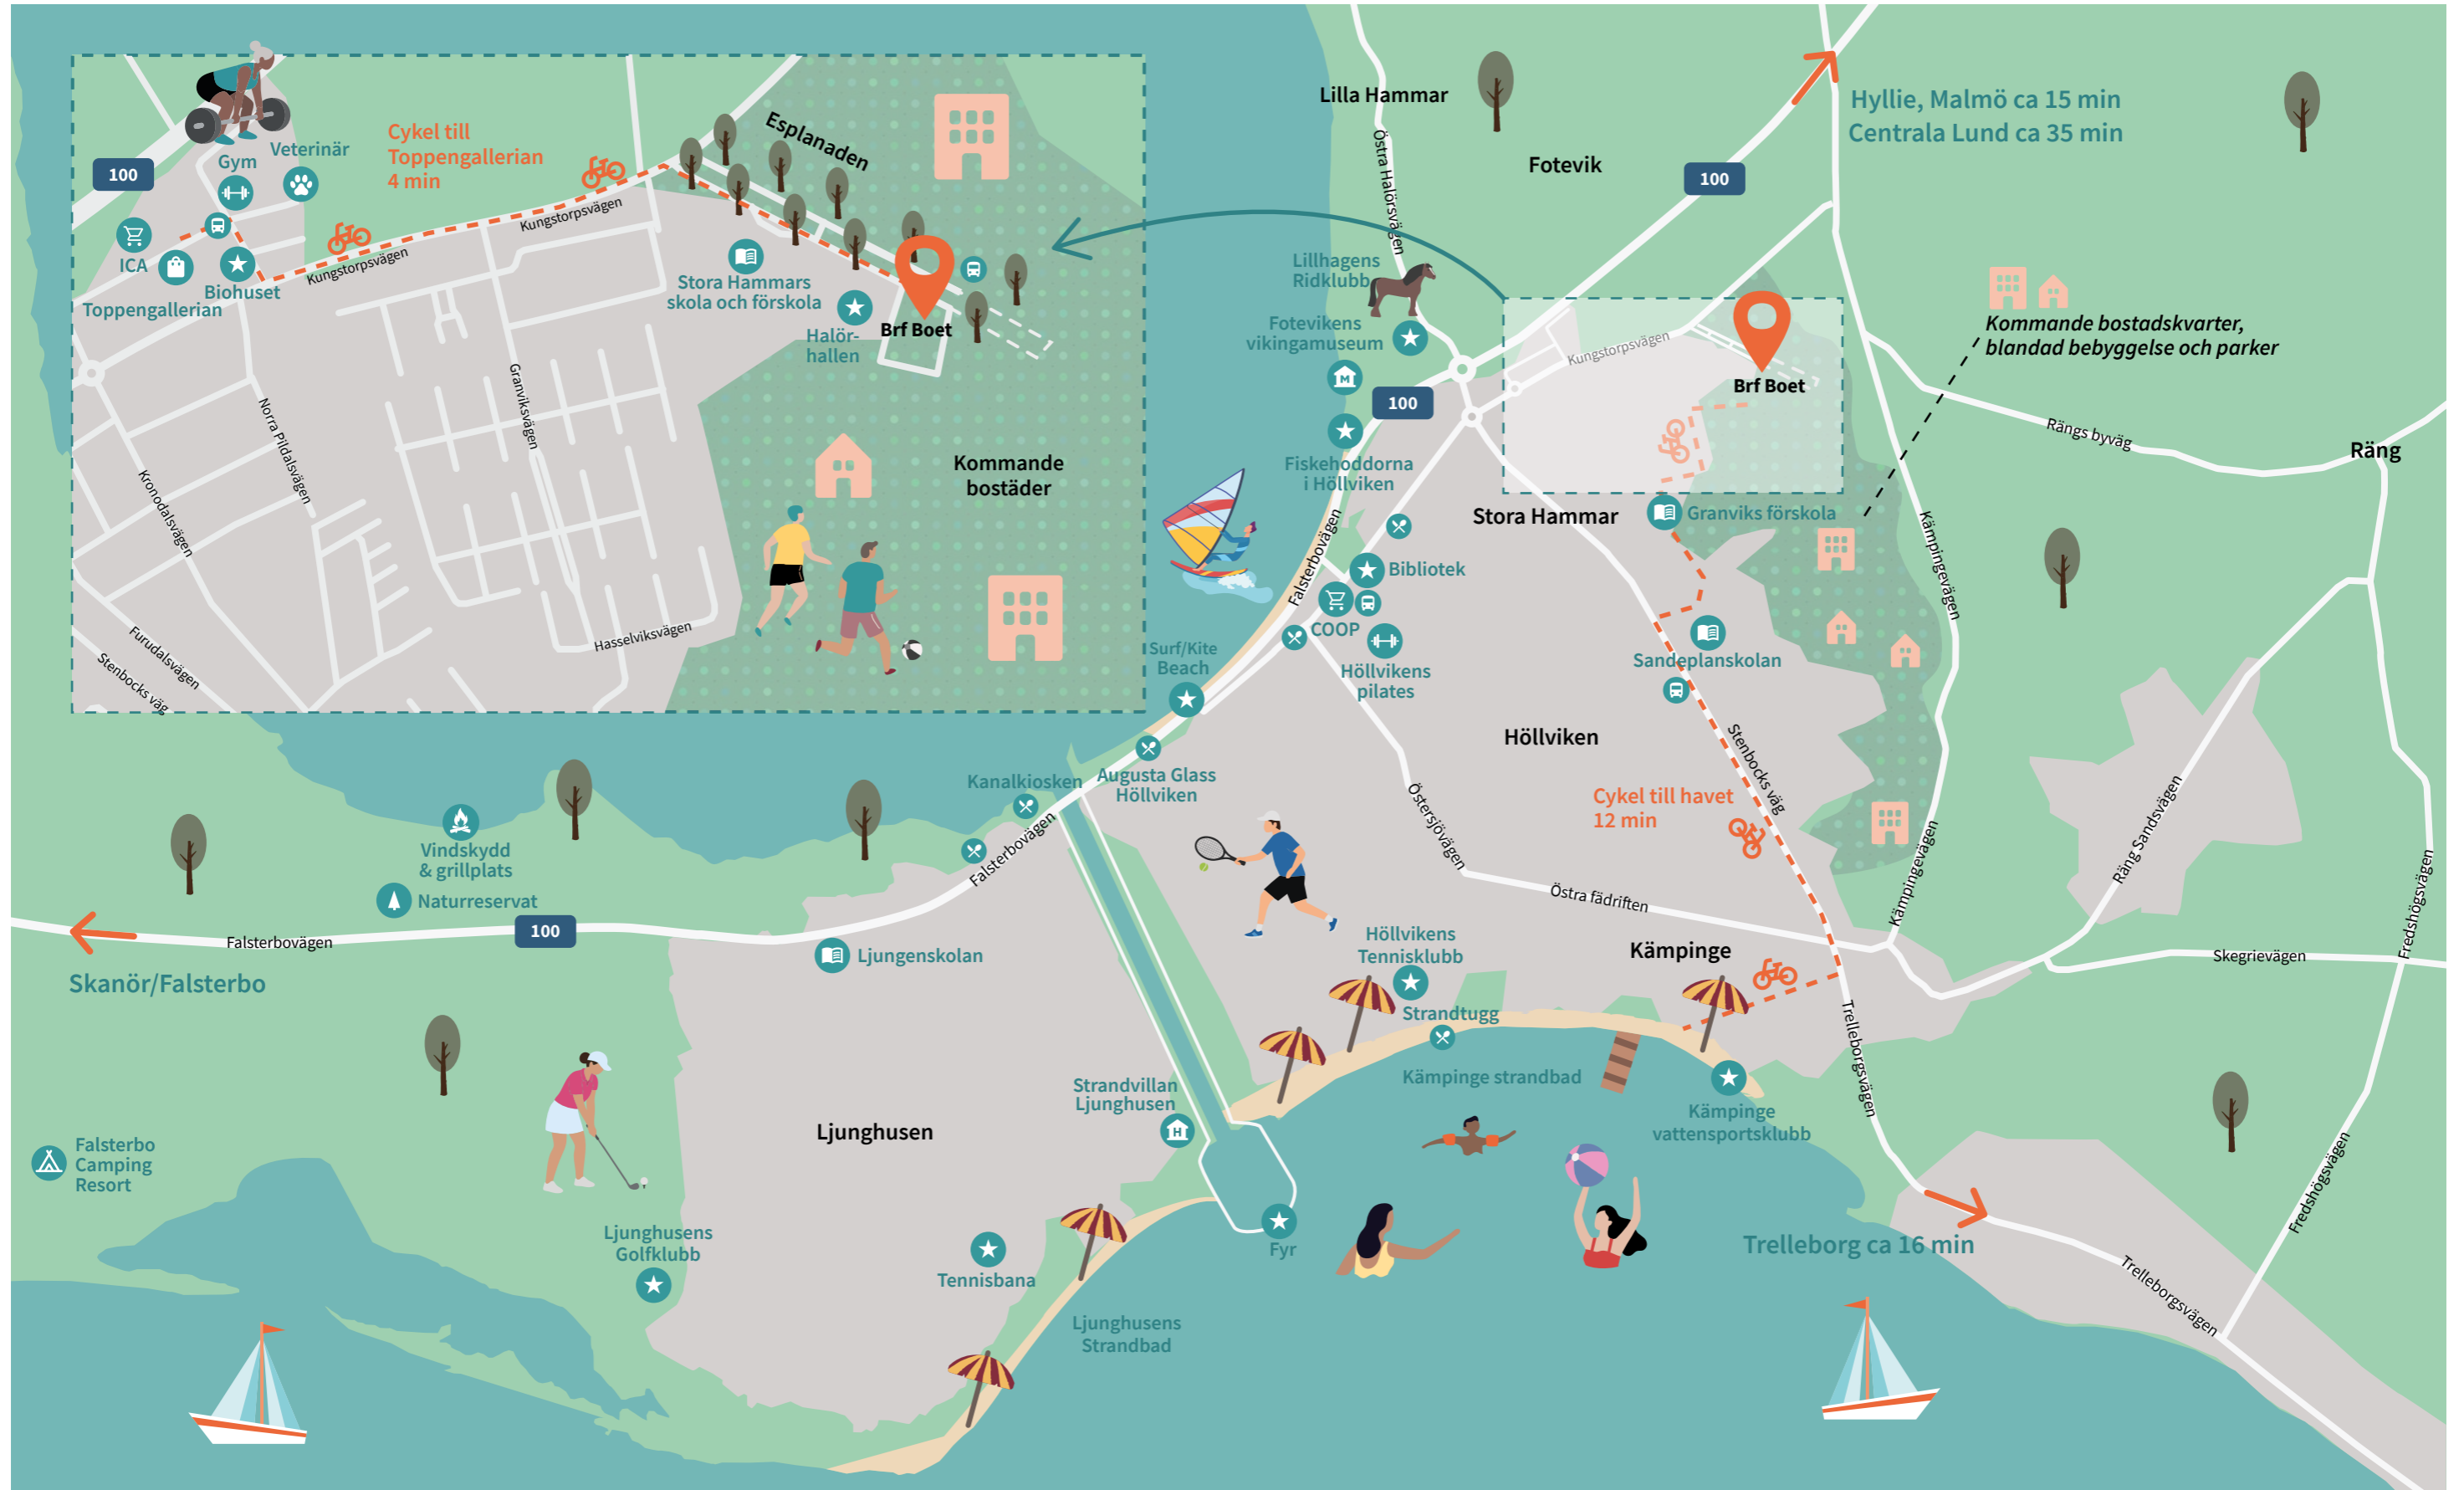 100
Gym
Veterinär
Cykel till
Toppengallerian
4 min
Esplanaden
ICA
Toppengallerian
Biohuset
Kungstorpsvägen
Kungstorpsvägen
Stora Hammars
skola och förskola
Halör-
hallen
Brf Boet
Kommande
bostäder
Norra Pildalsvägen
Granviksvägen
Kronodalsvägen
Furudalsvägen
Stenbocks väg
Hasselviksvägen
Lilla Hammar
Östra Halörsvägen
Fotevik
100
Hyllie, Malmö ca 15 min
Centrala Lund ca 35 min
Lillhagens
Ridklubb
Fotevikens
vikingamuseum
M
100
Fiskehoddorna
i Höllviken
Kungstorpsvägen
Brf Boet
Kommande bostadskvarter,
blandad bebyggelse och parker
Rängs byväg
Räng
Stora Hammar
Granviks förskola
Kämpingevägen
Falsterbovägen
Bibliotek
COOP
Höllvikens
pilates
Surf/Kite
Beach
Sandeplanskolan
Höllviken
Stenbocks väg
Cykel till havet
12 min
Kanalkiosken
Augusta Glass
Höllviken
Falsterbovägen
Östersjövägen
Östra fädriften
Kämpingevägen
Räng Sandsvägen
Fredshögsvägen
Vindskydd
& grillplats
Naturreservat
100
Falsterbovägen
Skanör/Falsterbo
Ljungenskolan
Höllvikens
Tennisklubb
Strandtugg
Kämpinge
Skegrievägen
Trelleborgsvägen
Kämpinge strandbad
Kämpinge
vattensportsklubb
Strandvillan
Ljunghusen
H
Ljunghusen
Falsterbo
Camping
Resort
Ljunghusens
Golfklubb
Tennisbana
Fyr
Ljunghusens
Strandbad
Trelleborg ca 16 min
Fredshögsvägen
Trelleborgsvägen